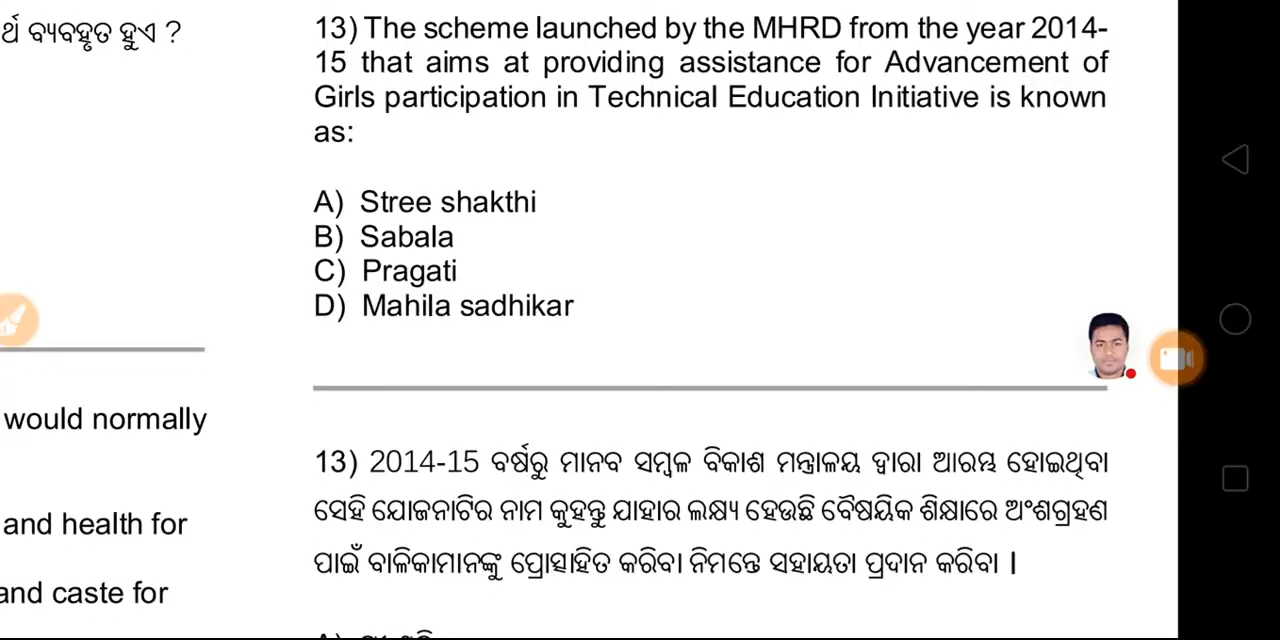 ର୍ଥ ବ୍ୟବହୃତ ହୁଏ ?
would normally
and health for
and caste for
13) The scheme launched by the MHRD from the year 2014-
15 that aims at providing assistance for Advancement of
Girls participation in Technical Education Initiative is known
as:
A) Stree shakthi
B) Sabala
C) Pragati
D) Mahila sadhikar
13) 2014-15 ବର୍ଷରୁ ମାନବ ସମ୍ବଳ ବିକାଶ ମନ୍ତ୍ରାଳୟ ଦ୍ୱାରା ଆରମ୍ଭ ହୋଇଥିବା
ସେହି ଯୋଜନାଟିର ନାମ କୁହନ୍ତୁ ଯାହାର ଲକ୍ଷ୍ୟ ହେଉଛି ବୈଷୟିକ ଶିକ୍ଷାରେ ଅଂଶଗ୍ରହଣ
ପାଇଁ ବାଳିକାମାନଙ୍କୁ ପ୍ରୋତ୍ସାହିତ କରିବା ନିମନ୍ତେ ସହାୟତା ପ୍ରଦାନ କରିବା |